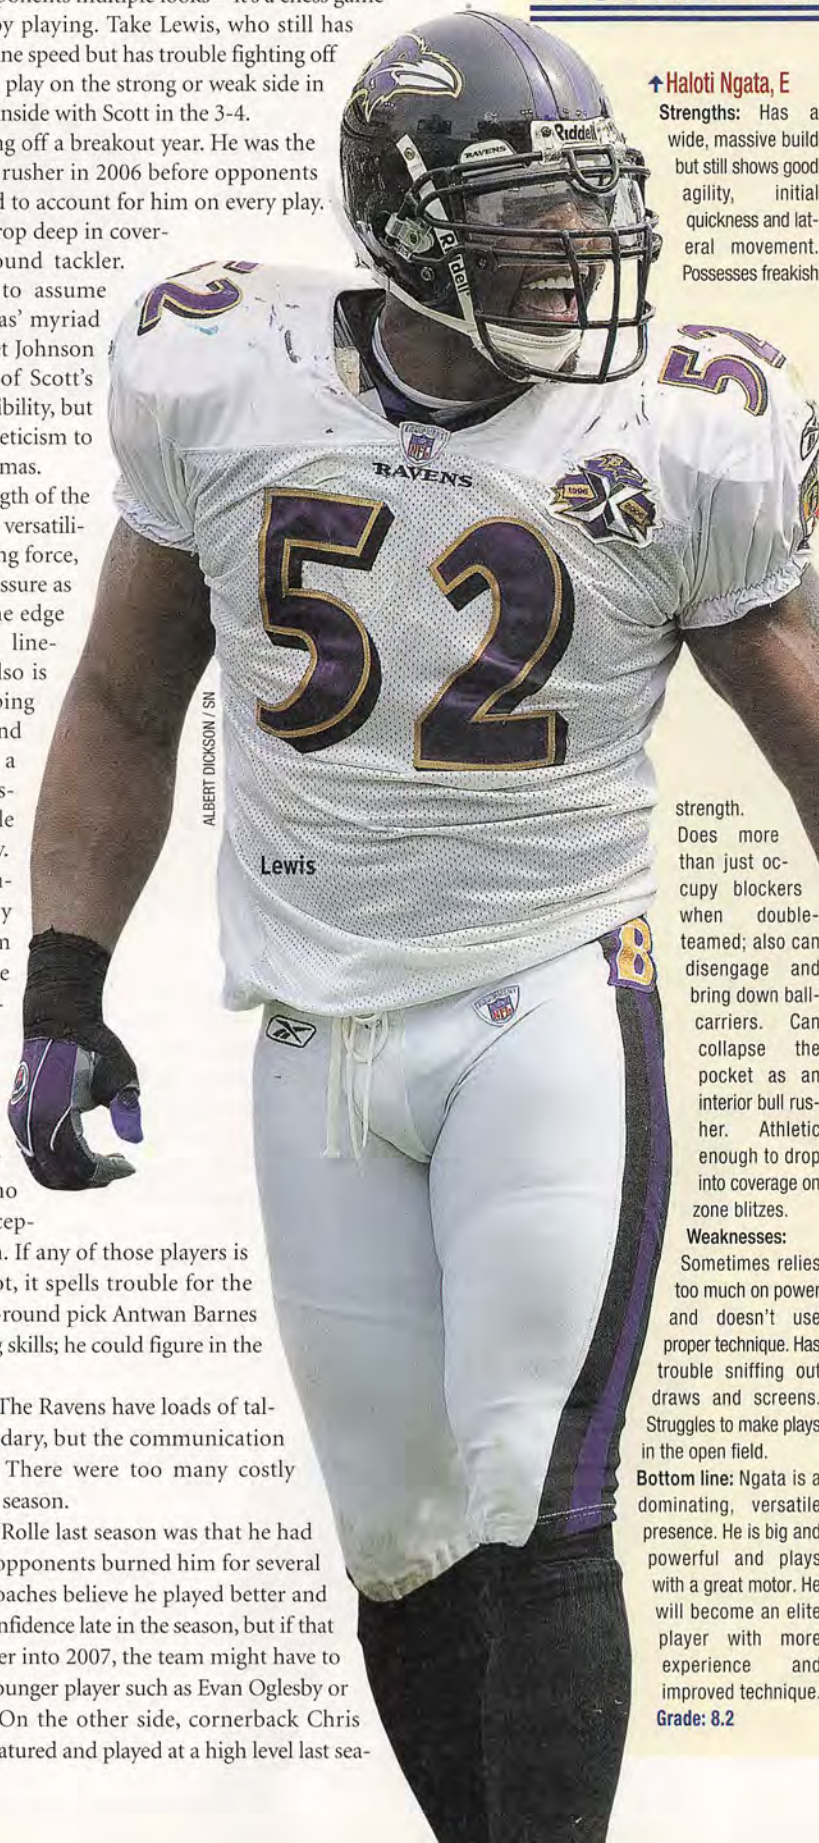 by playing. Take Lewis, who still has
speed but has trouble fighting off
play on the strong or weak side in
nside with Scott in the 3-4.
ng off a breakout year. He was the
rusher in 2006 before opponents
d to account for him on every play.
rop deep in cover-
ound tackler.
to assume
as' myriad
t Johnson
of Scott's
ibility, but
eticism to
mas.
gth of the
versatili-
ng force,
ssure as
e edge
line-
lso is
ping
nd
a
s-
le
y.
n-
y
m
e
-
no
cep-
. If any of those players is
ot, it spells trouble for the
-round pick Antwan Barnes
g skills; he could figure in the
The Ravens have loads of tal-
dary, but the communication
There were too many costly
season.
Rolle last season was that he had
opponents burned him for several
oaches believe he played better and
nfidence late in the season, but if that
er into 2007, the team might have to
ounger player such as Evan Oglesby or
On the other side, cornerback Chris
atured and played at a high level last sea-
Riddell
RAVENS
Riddell
52
52
EQUIPMENT
NFL
RAVENS
1996
2005
52
ALBERT DICKSON / SN
Lewis
B
EQUIPMENT
NFL
Haloti Ngata, E
Strengths: Has a
wide, massive build
but still shows good
agility, initial
quickness and lat-
eral movement.
Possesses freakish
strength.
Does more
than just oc-
cupy blockers
when double-
teamed; also can
disengage and
bring down ball-
carriers. Can
collapse the
pocket as an
interior bull rus-
her. Athletic
enough to drop
into coverage on
zone blitzes.
Weaknesses:
Sometimes relies
too much on power
and doesn't use
proper technique. Has
trouble sniffing out
draws and screens.
Struggles to make plays
in the open field.
Bottom line: Ngata is a
dominating, versatile
presence. He is big and
powerful and plays
with a great motor. He
will become an elite
player with more
experience and
improved technique.
Grade: 8.2